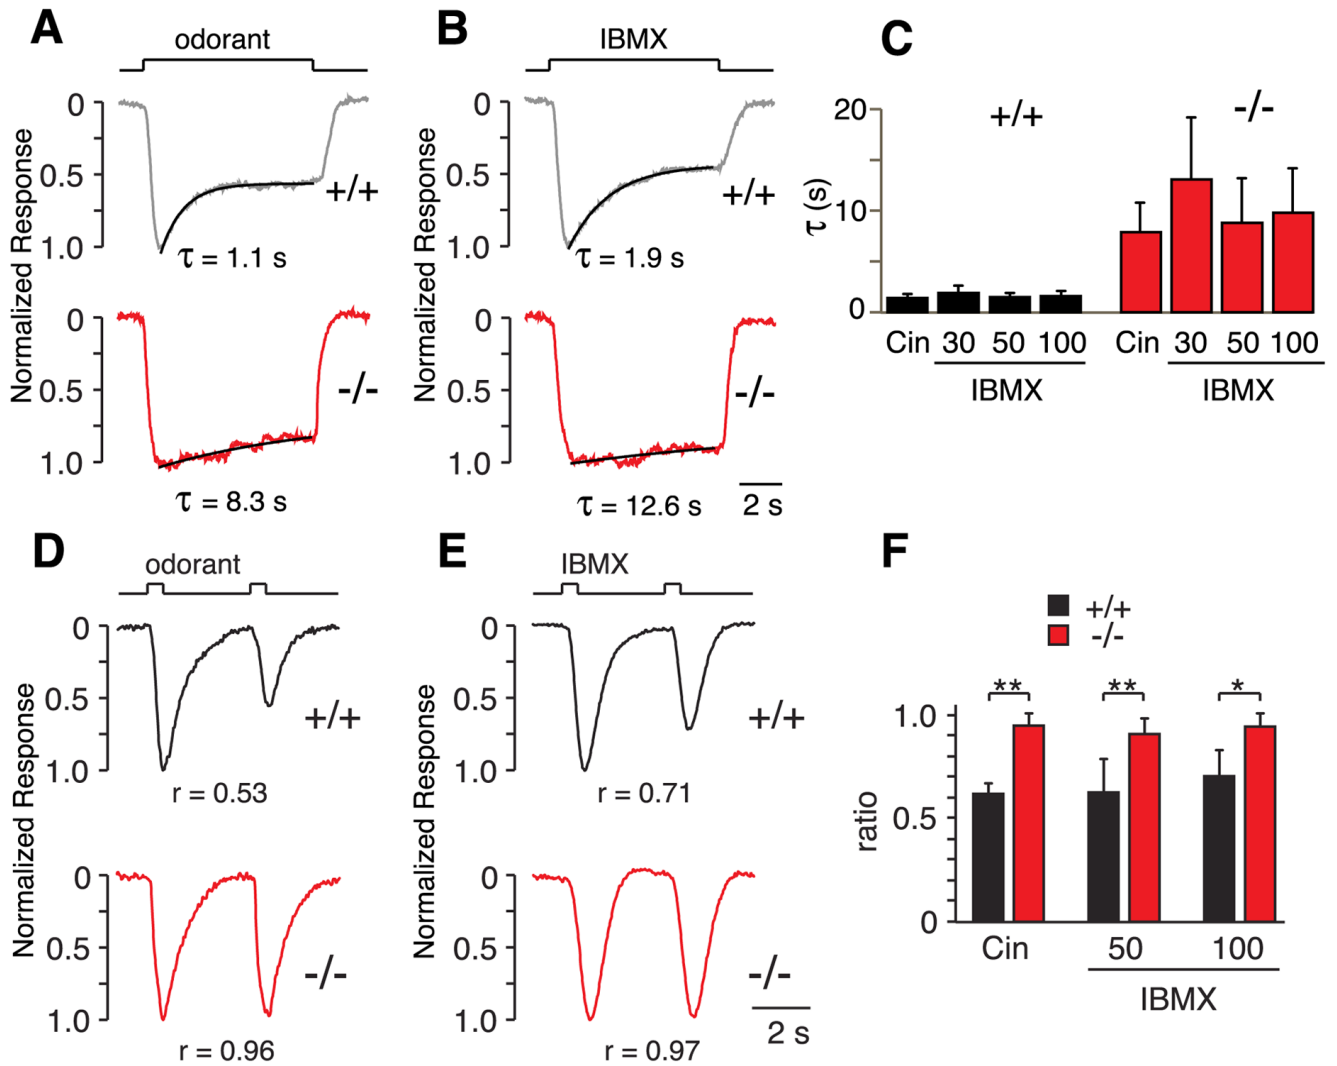 A
odorant
Normalized Response
0
0.5
1.0
+/+
τ = 1.1 s
0
0.5
1.0
-/-
τ = 8.3 s
B
IBMX
Normalized Response
0
0.5
1.0
+/+
τ = 1.9 s
Normalized Response
0
0.5
1.0
-/-
τ = 12.6 s
2 s
C
τ (s)
20
10
0
+/+
-/-
Cin 30 50 100 Cin 30 50 100
IBMX IBMX
D
odorant
Normalized Response
0
0.5
1.0
+/+
r = 0.53
0
0.5
1.0
-/-
r = 0.96
E
IBMX
Normalized Response
0
0.5
1.0
+/+
r = 0.71
0
0.5
1.0
-/-
r = 0.97
2 s
F
+/+
-/-
ratio
1.0
0.5
0
** ** *
Cin 50 100
IBMX